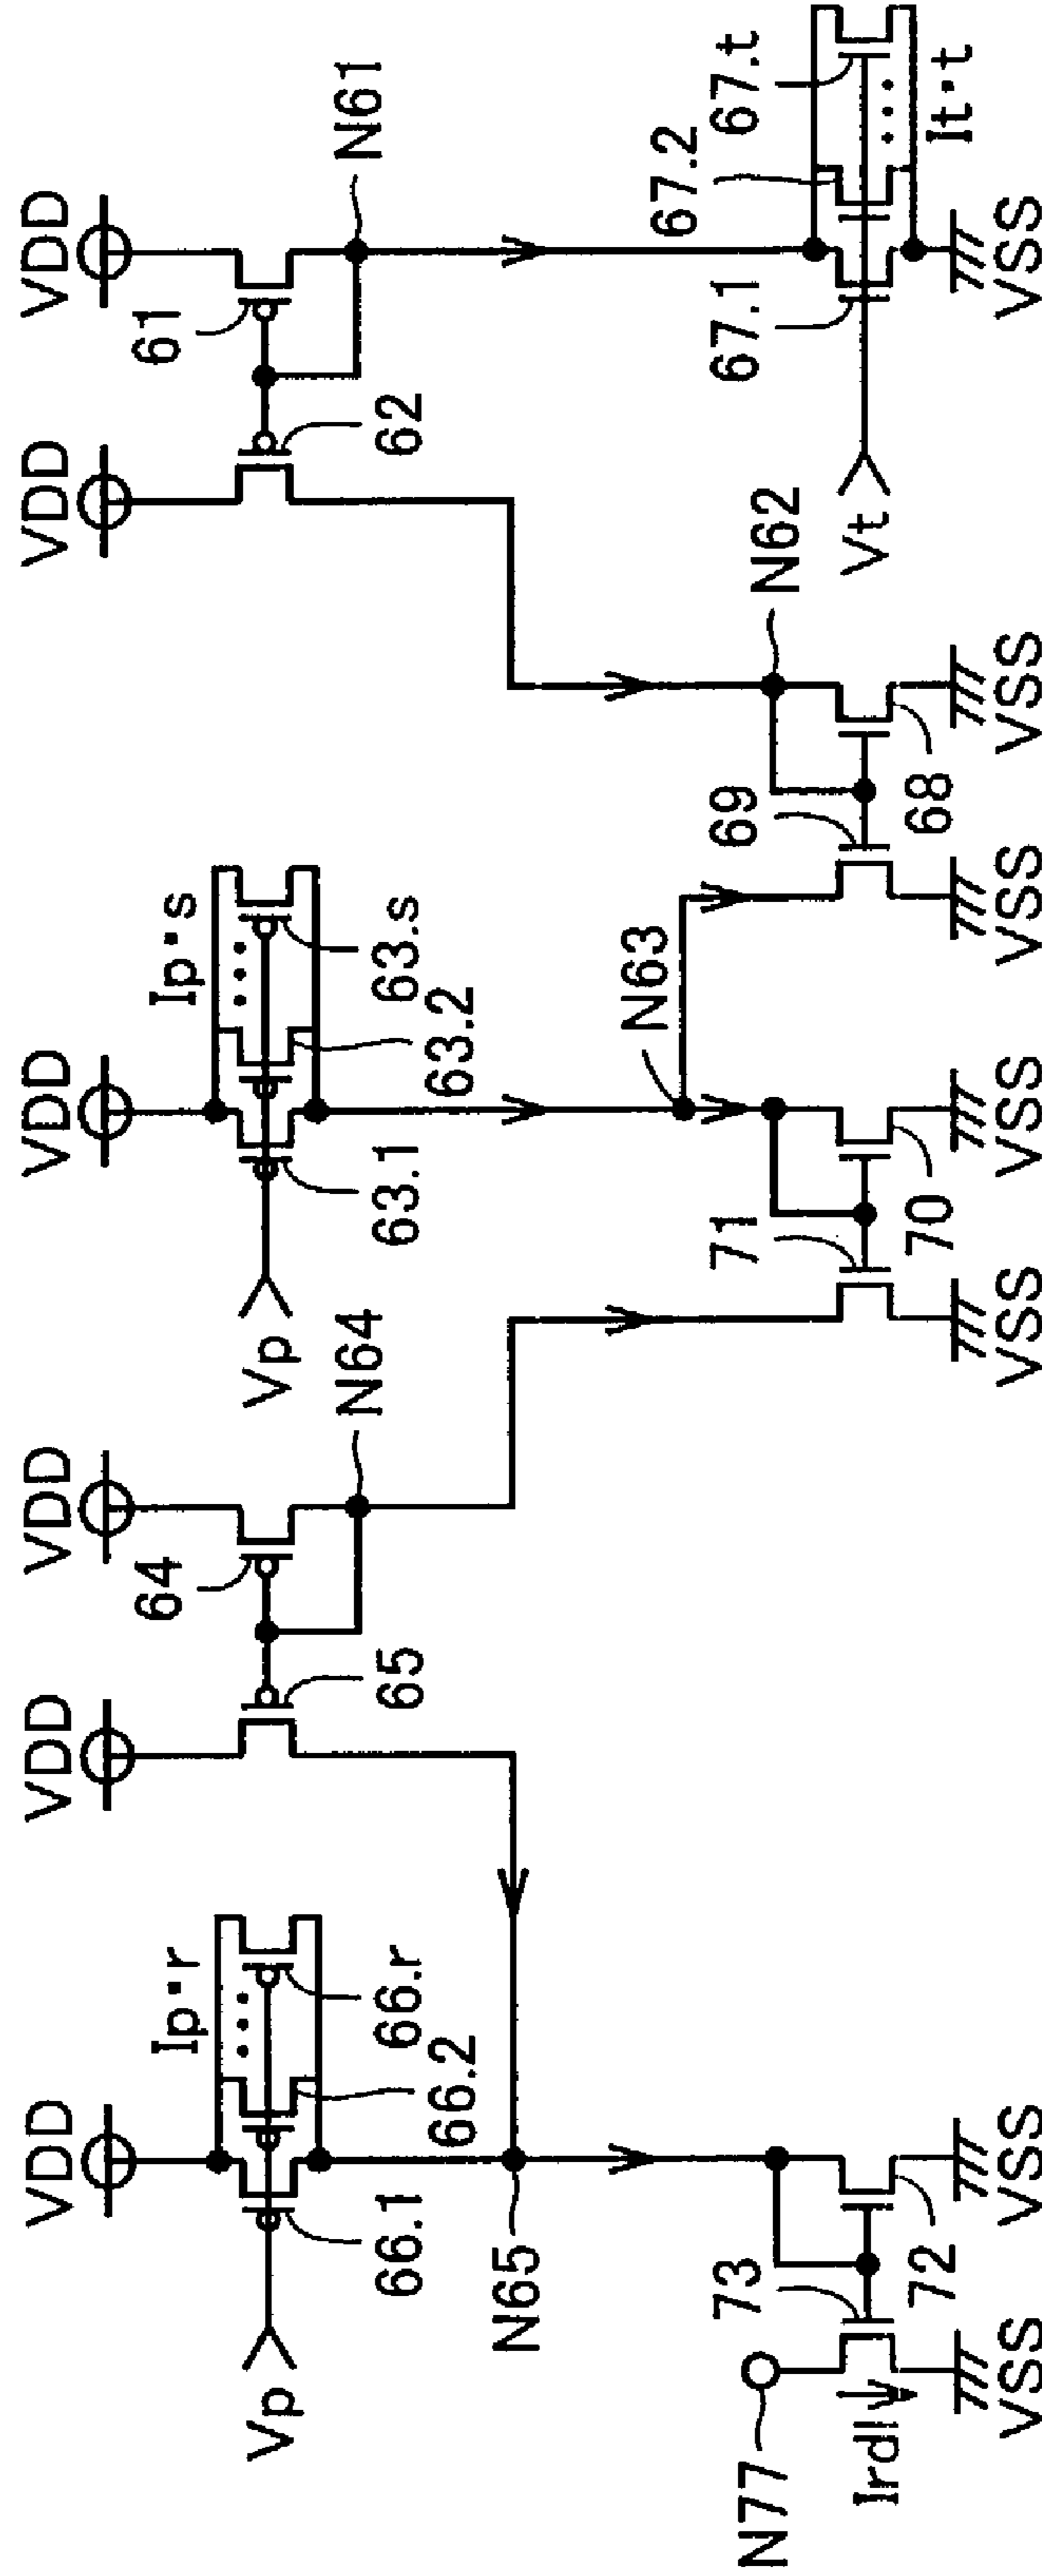 VDD
VDD
VDD
VDD
VDD
VDD
Ip·r
Ip·s
66.r
66.1
66.2
65
64
63.1
63.2
63.s
62
61
Vp
Vp
N65
N64
N63
N62
N61
67.1
67.2
67.t
It·t
Vt
N77
Irdl
73
72
71
70
69
68
VSS
VSS
VSS
VSS
VSS
VSS
VSS